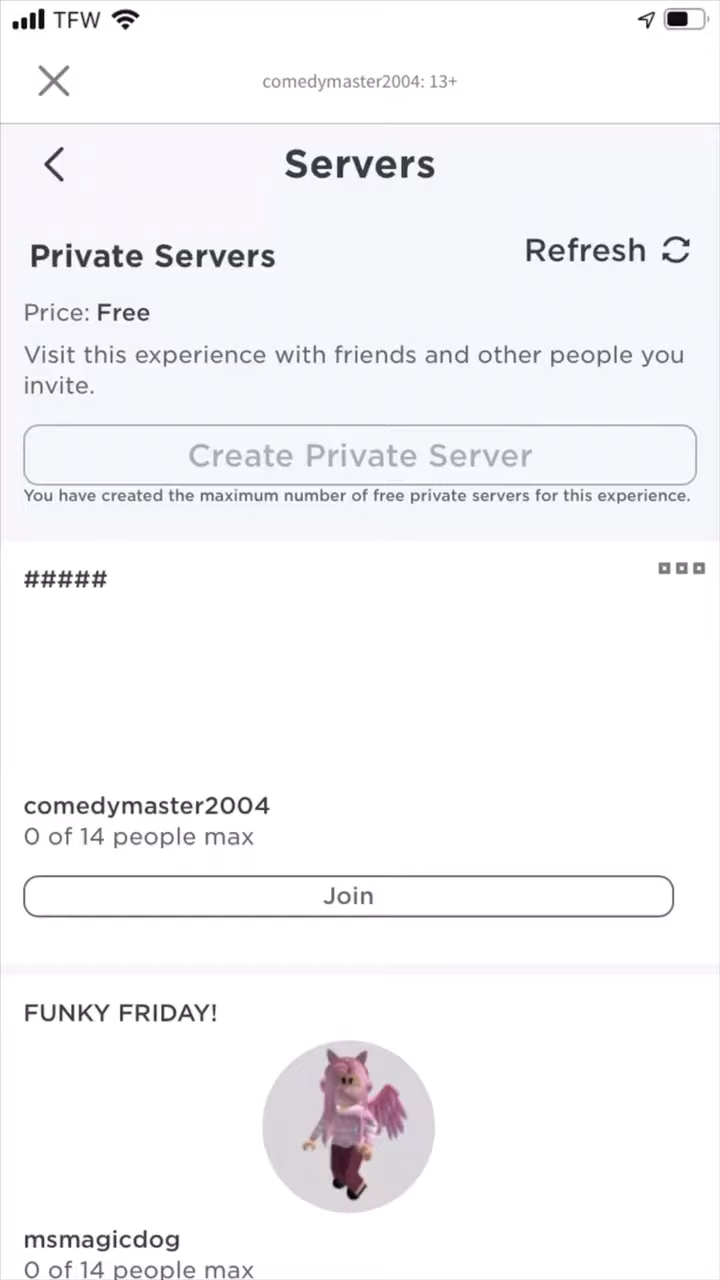 TFW
comedymaster2004: 13+
Servers
Private Servers
Refresh
Price: Free
Visit this experience with friends and other people you
invite.
Create Private Server
You have created the maximum number of free private servers for this experience.
#####
comedymaster2004
0 of 14 people max
Join
FUNKY FRIDAY!
msmagicdog
0 of 14 people max